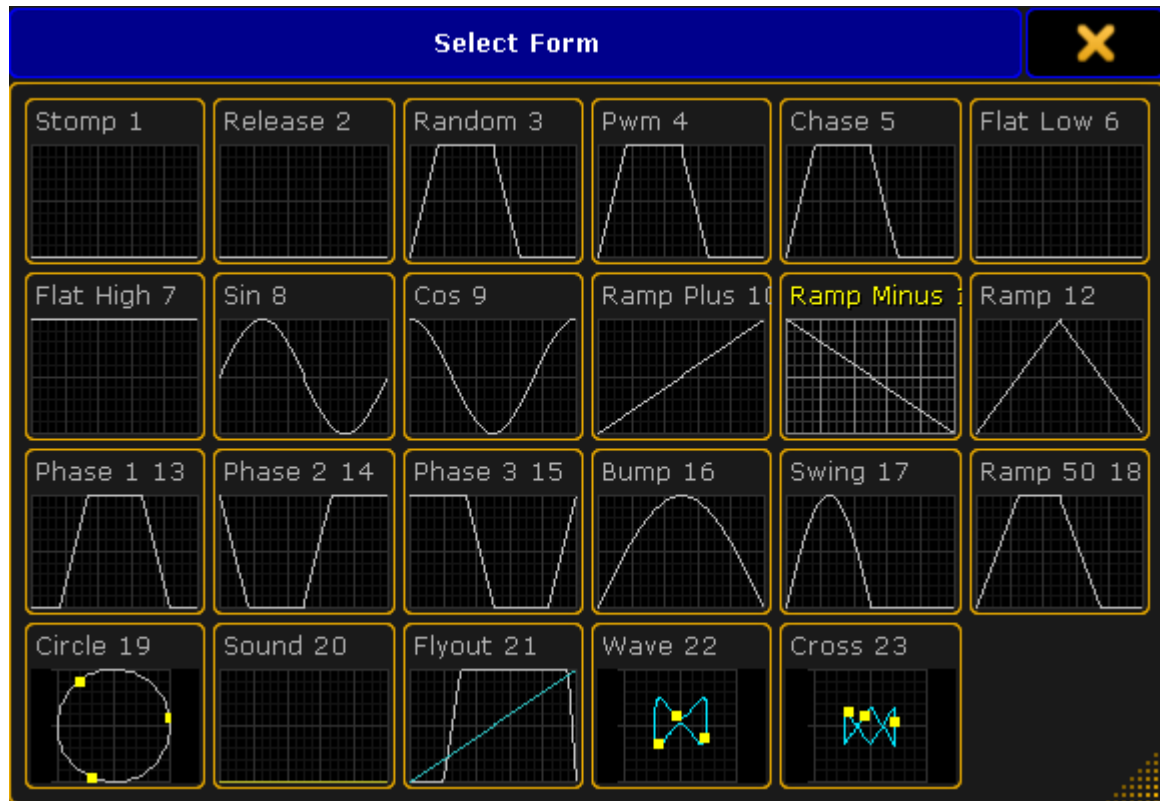 Select Form
Stomp 1
Release 2
Random 3
Pwm 4
Chase 5
Flat Low 6
Flat High 7
Sin 8
Cos 9
Ramp Plus 10
Ramp Minus
Ramp 12
Phase 1 13
Phase 2 14
Phase 3 15
Bump 16
Swing 17
Ramp 50 18
Circle 19
Sound 20
Flyout 21
Wave 22
Cross 23